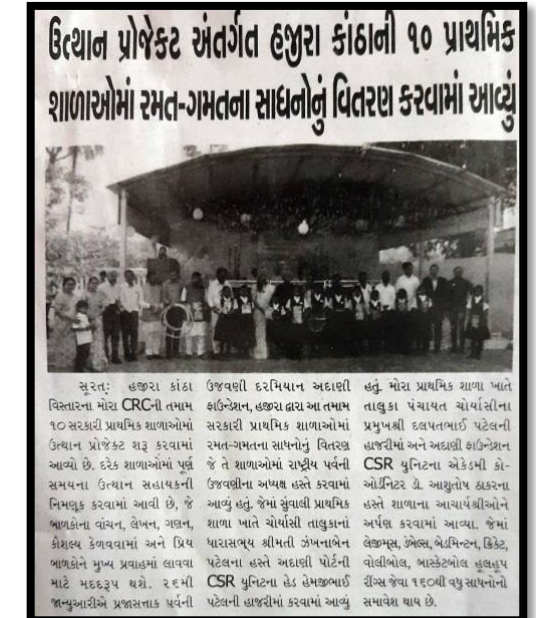 ઉત્થાન પ્રોજેકટ અંતર્ગત હજીરા કાંઠાની ૧૦ પ્રાથમિક
શાળાઓમાં રમત-ગમતના સાધનોનું વિતરણ કરવામાં આવ્યું
સૂરત: હજીરા કાંઠા
વિસ્તારના મોરા CRCની તમામ
૧૦ સરકારી પ્રાથમિક શાળાઓમાં
ઉત્થાન પ્રોજેક્ટ શરૂ કરવામાં
આવ્યો છે. દરેક શાળાઓમાં પૂર્ણ
સમયના ઉત્થાન સહાયકની
નિમણૂક કરવામાં આવી છે, જે
બાળકોના વાંચન, લેખન, ગણન,
કૌશલ્ય કેળવવામાં અને પ્રિય
બાળકોને મુખ્ય પ્રવાહમાં લાવવા
માટે મદદરૂપ થશે. ૨૬મી
જાન્યુઆરીએ પ્રજાસત્તાક પર્વની
ઉજવણી દરમિયાન અદાણી
ફાઉન્ડેશન, હજીરા દ્વારા આ તમામ
સરકારી પ્રાથમિક શાળાઓમાં
રમત-ગમતના સાધનોનું વિતરણ
જે તે શાળાઓમાં રાષ્ટ્રીય પર્વની
ઉજવણીના અધ્યક્ષ હસ્તે કરવામાં
આવ્યું હતું. જેમાં સુંવાલી પ્રાથમિક
શાળા ખાતે ચોર્યાસી તાલુકાનાં
ધારાસભ્ય શ્રીમતી ઝંખનાબેન
પટેલના હસ્તે અદાણી પોર્ટની
CSR યુનિટના હેડ હેમજીભાઈ
પટેલની હાજરીમાં કરવામાં આવ્યું
હતું. મોરા પ્રાથમિક શાળા ખાતે
તાલુકા પંચાયત ચોર્યાસીના
પ્રમુખશ્રી દલપતભાઈ પટેલની
હાજરીમાં અને અદાણી ફાઉન્ડેશન
CSR યુનિટના એકેડમી કો-
ઓર્ડિનેટર ડૉ. આશુતોષ ઠાકરના
હસ્તે શાળાના આચાર્યશ્રીઓને
અર્પણ કરવામાં આવ્યા. જેમાં
લેજીમ્સ, ડંબેલ્સ, બેડમિન્ટન, ક્રિકેટ,
વોલીબોલ, બાસ્કેટબોલ હૂલહૂપ
રીંગ્સ જેવા ૧૬૦થી વધુ સાધનોનો
સમાવેશ થાય છે.